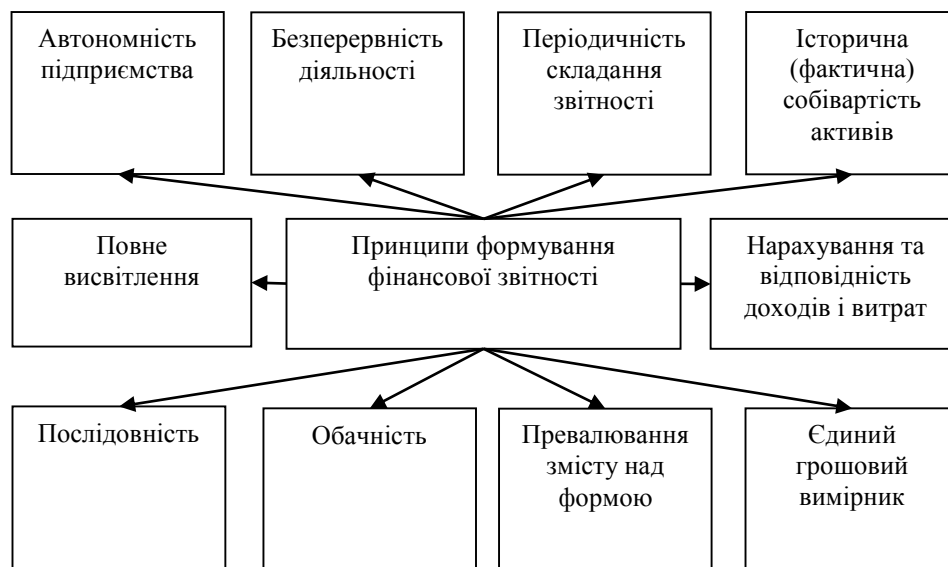 Автономність
підприємства
Безперервність
діяльності
Періодичність
складання
звітності
Історична
(фактична)
собівартість
активів
Повне
висвітлення
Принципи формування
фінансової звітності
Нарахування та
відповідність
доходів і витрат
Послідовність
Обачність
Превалювання
змісту над
формою
Єдиний
грошовий
вимірник